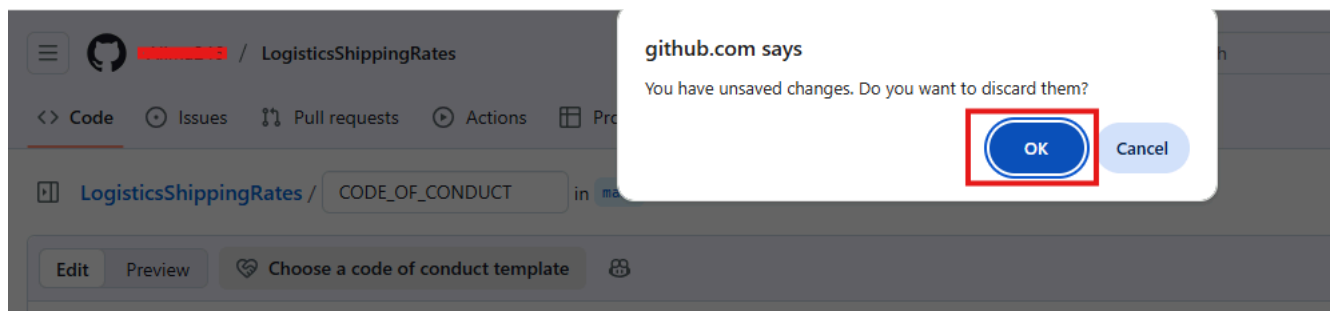 github.com says
You have unsaved changes. Do you want to discard them?
OK Cancel
/ LogisticsShippingRates
h
<> Code Issues Pull requests Actions
LogisticsShippingRates / CODE_OF_CONDUCT in
Edit Preview Choose a code of conduct template